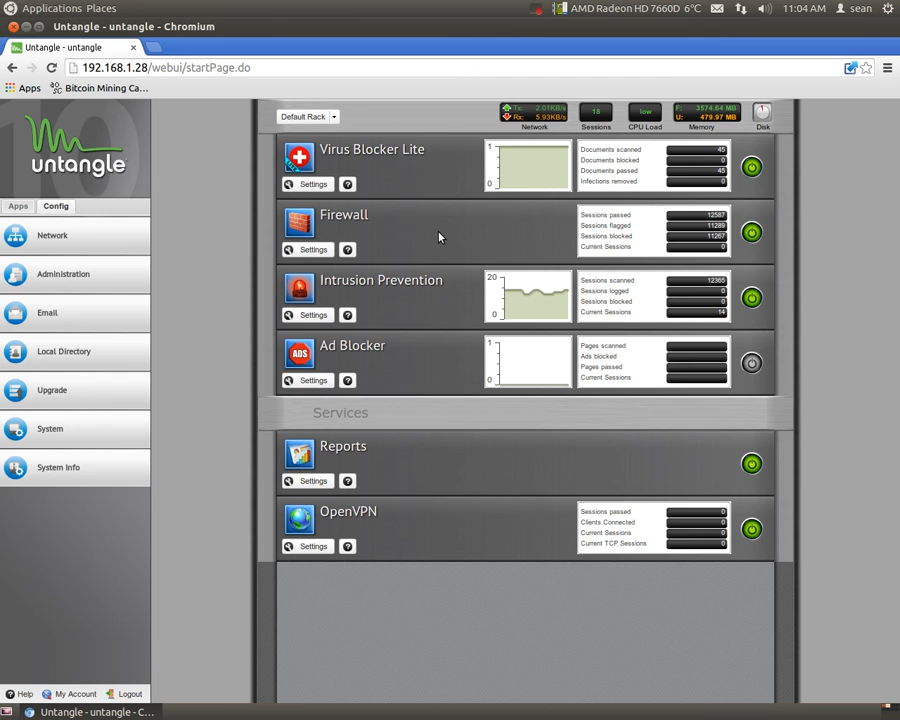 Applications Places
AMD Radeon HD 7660D 6°C
11:04 AM
sean
Untangle - untangle - Chromium
Untangle - untangle
192.168.1.28/webui/startPage.do
Apps
Bitcoin Mining Ca...
10
untangle
Apps
Config
Network
Administration
Email
Local Directory
Upgrade
System
System Info
Help
My Account
Logout
Default Rack
Tx: 2.01KB/s
Rx: 5.93KB/s
Network
18
Sessions
low
CPU Load
F: 3574.64 MB
U: 479.97 MB
Memory
Disk
Virus Blocker Lite
Settings
1
0
Documents scanned 45
Documents blocked 0
Documents passed 45
Infections removed 0
Firewall
Settings
Sessions passed 12587
Sessions flagged 11289
Sessions blocked 11267
Current Sessions 0
Intrusion Prevention
Settings
20
0
Sessions scanned 12365
Sessions logged 0
Sessions blocked 0
Current Sessions 14
ADS
Ad Blocker
Settings
1
0
Pages scanned
Ads blocked
Pages passed
Current Sessions
Services
Reports
Settings
OpenVPN
Settings
Sessions passed 0
Clients Connected 0
Current Sessions 0
Current TCP Sessions 0
Untangle - untangle - C...